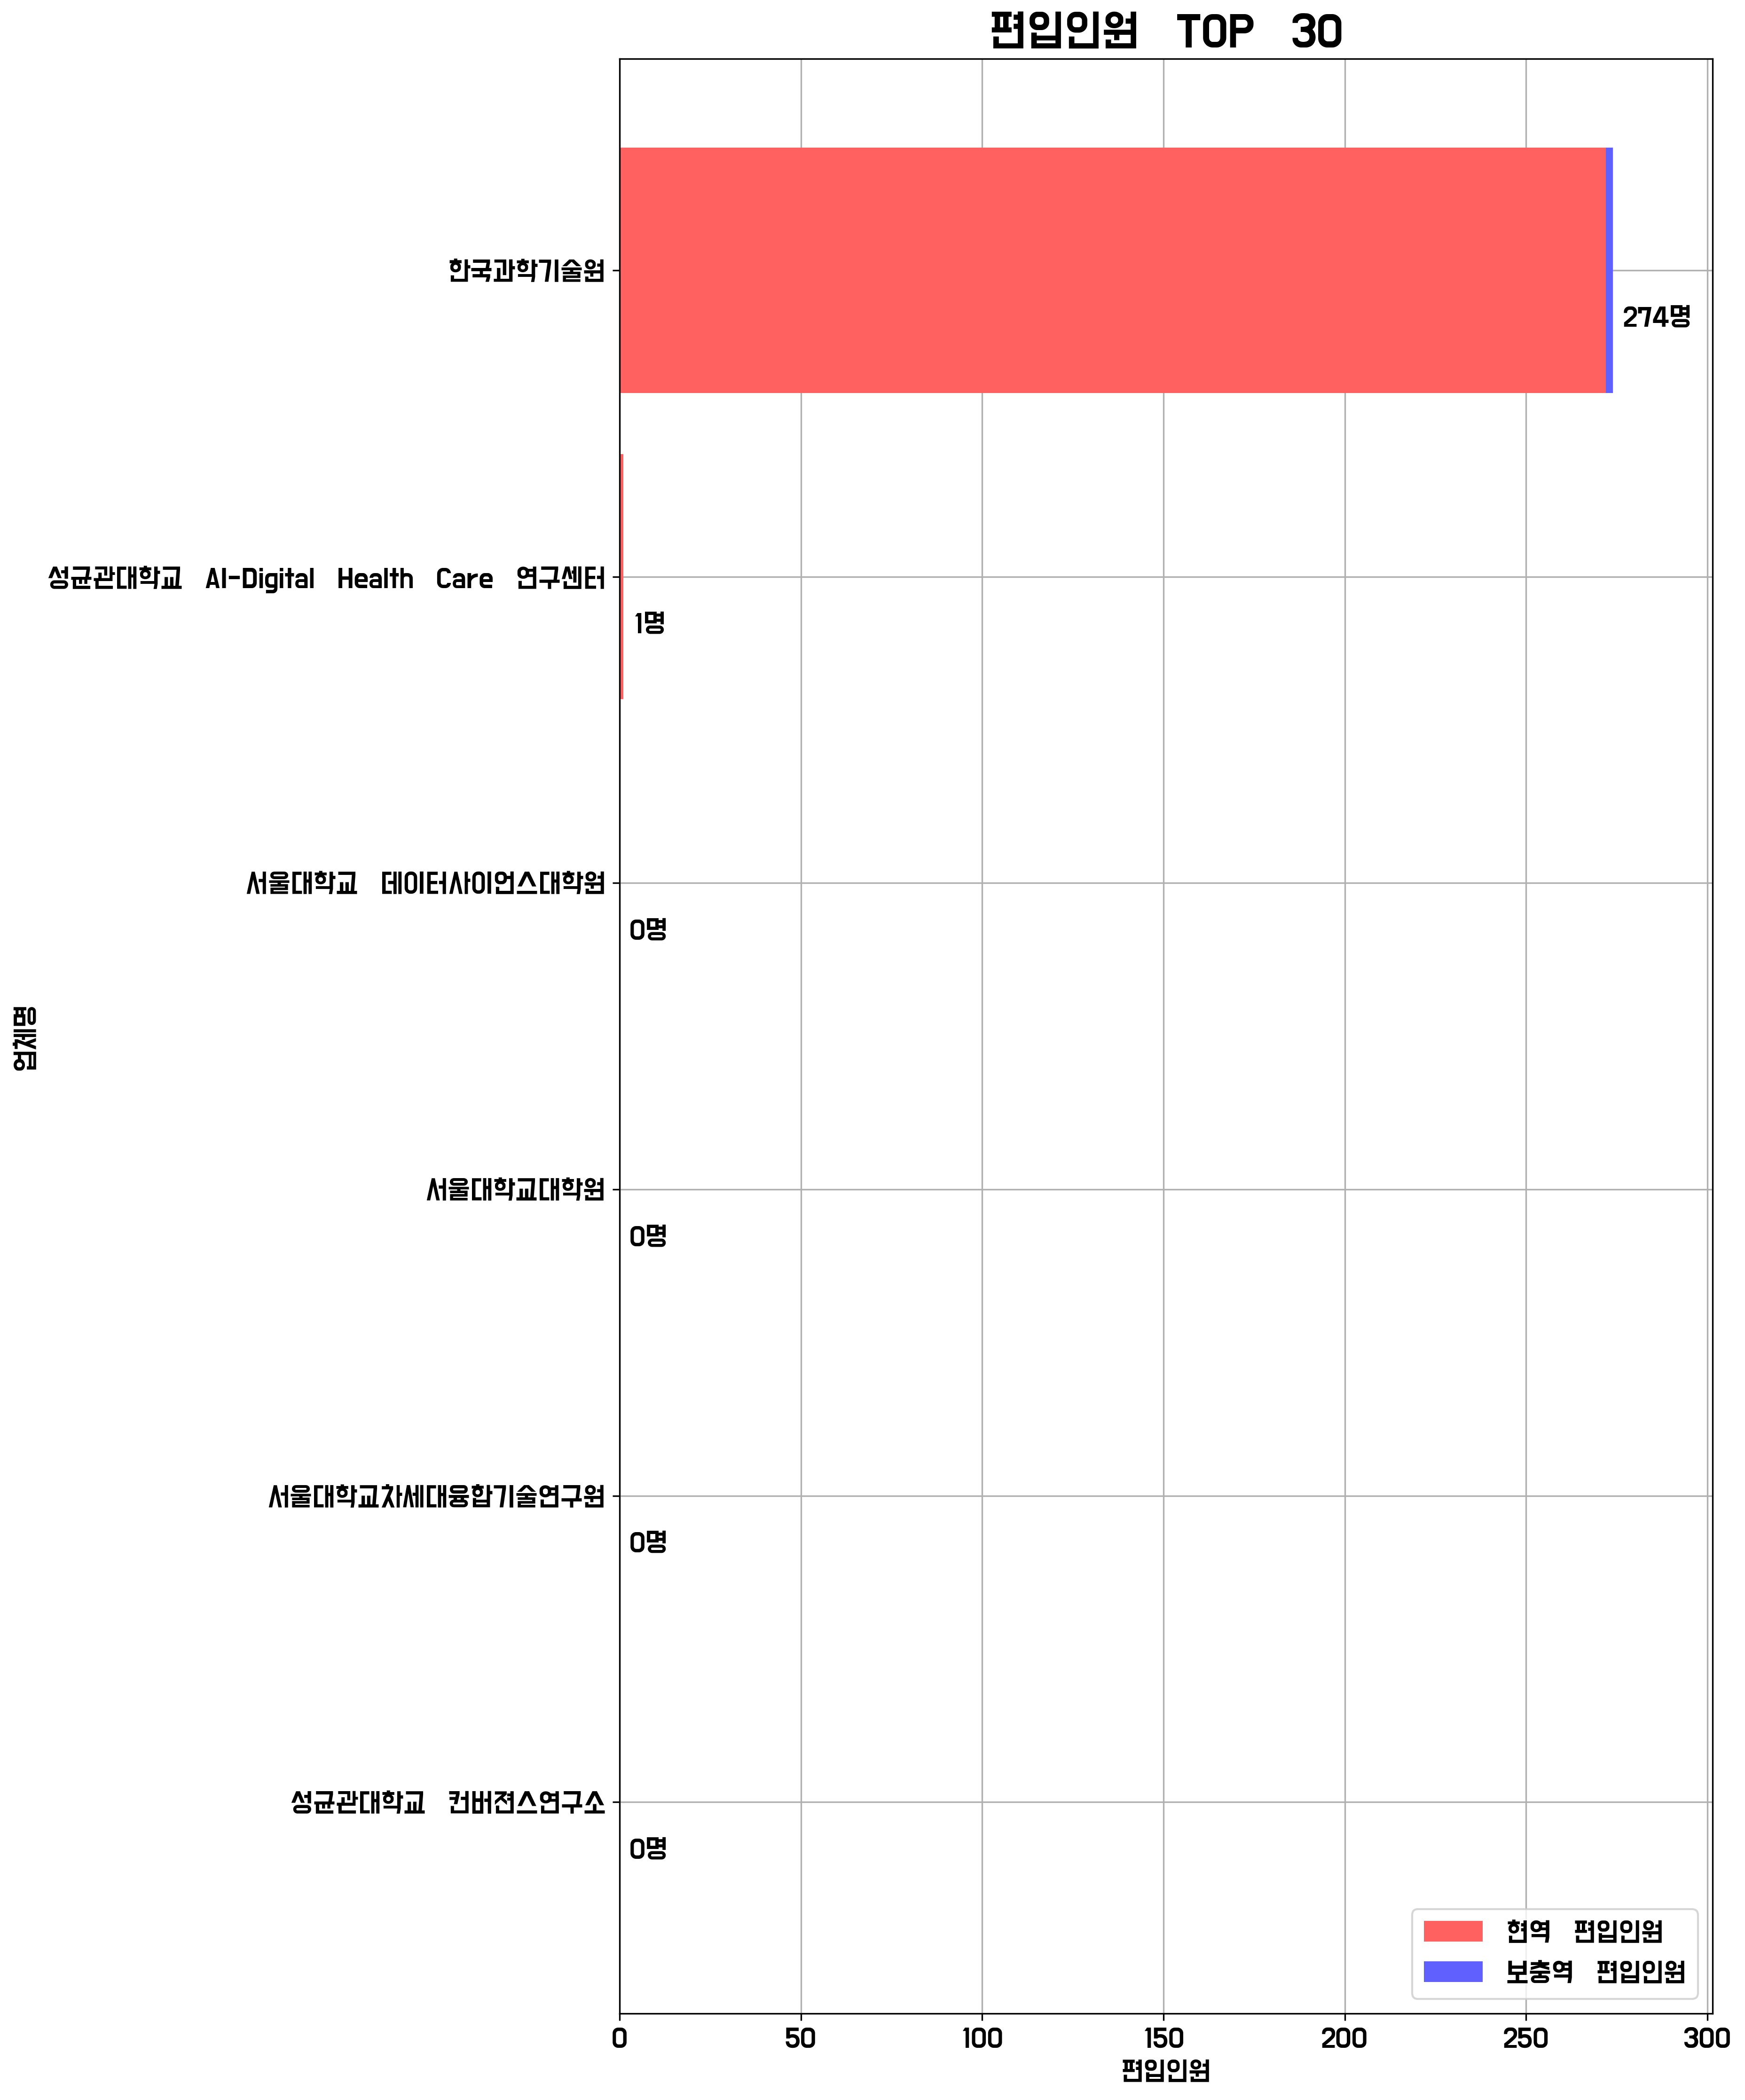 편입인원 TOP 30
한국과학기술원
274명
성균관대학교 AI-Digital Health Care 연구센터
1명
서울대학교 데이터사이언스대학원
0명
업체명
서울대학교대학원
0명
서울대학교차세대융합기술연구원
0명
성균관대학교 컨버젼스연구소
0명
현역 편입인원
보충역 편입인원
0 50 100 150 200 250 300
편입인원